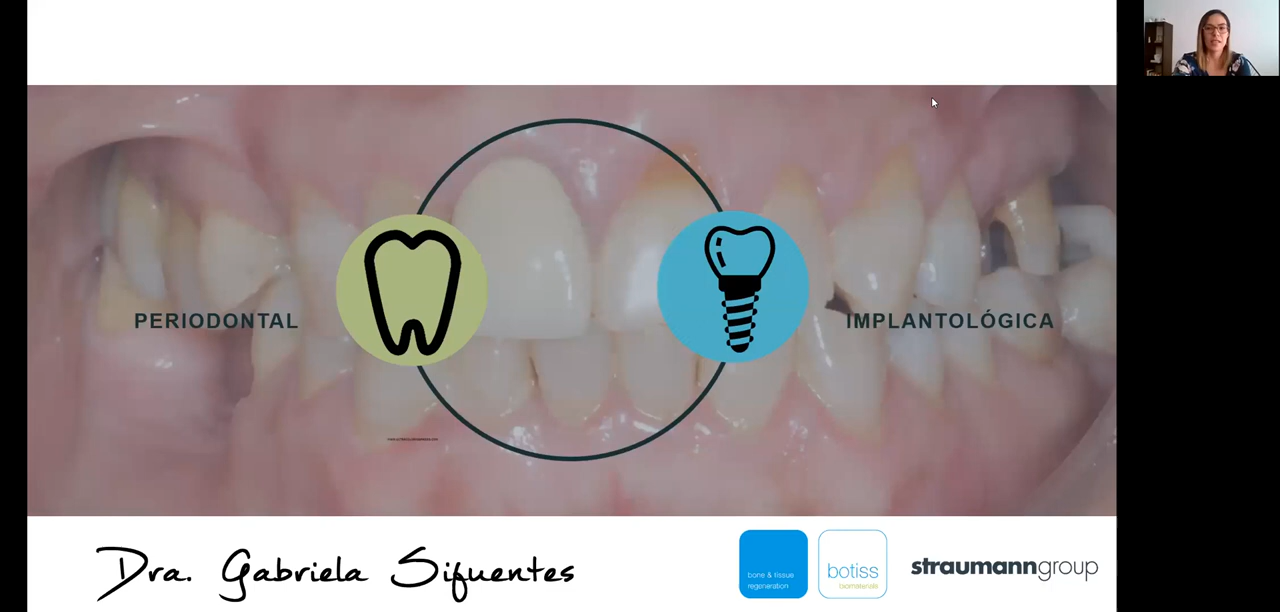 PERIODONTAL
IMPLANTOLÓGICA
Dra. Gabriela Sifuentes
bone & tissue
regeneration
botiss
biomaterials
straumanngroup